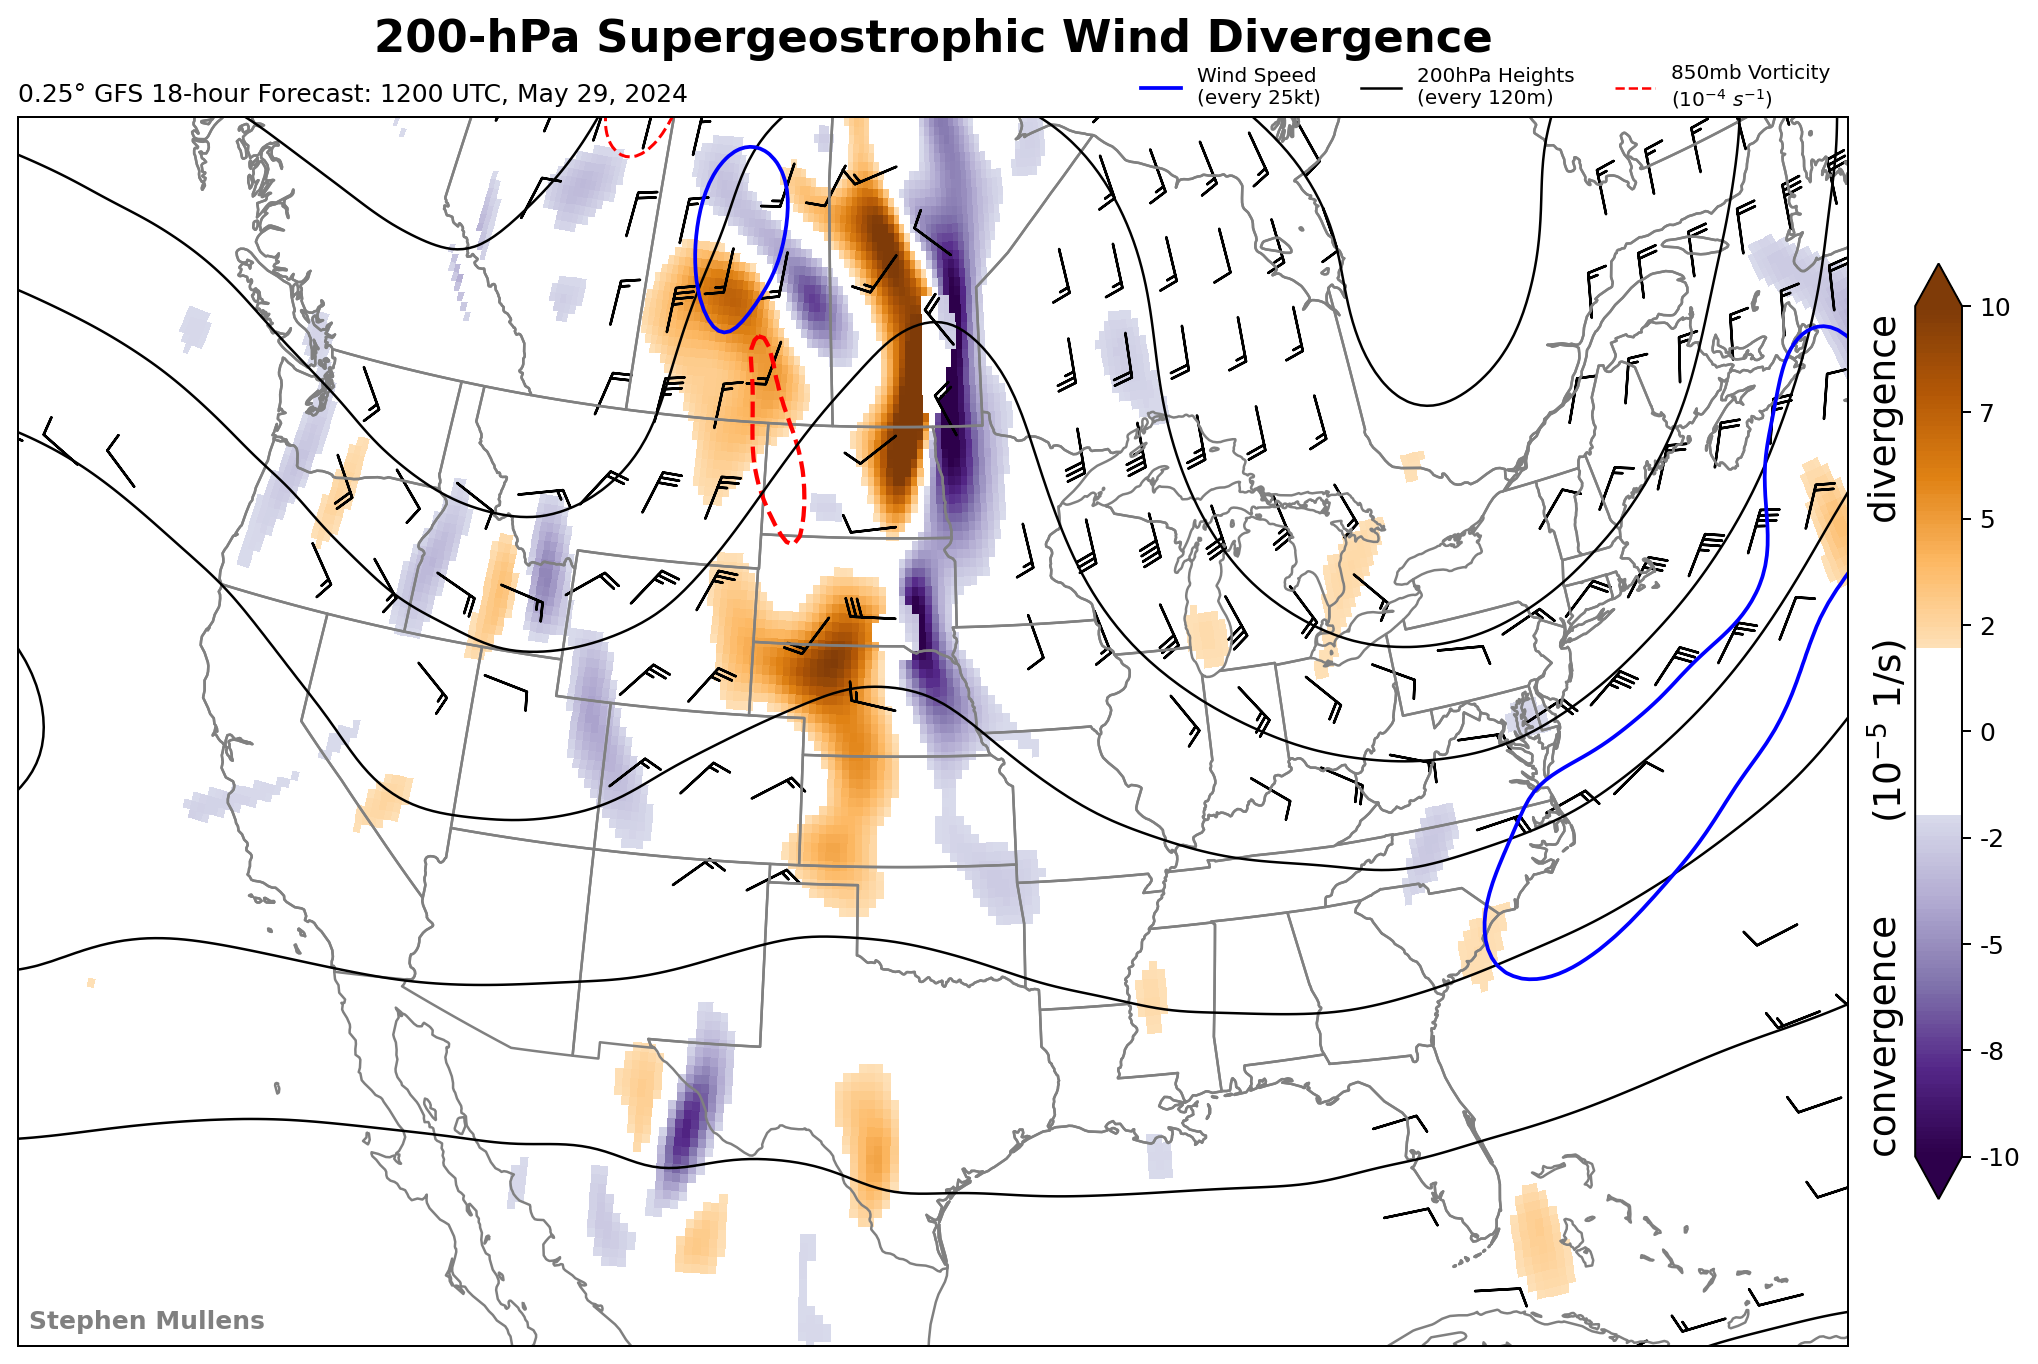 200-hPa Supergeostrophic Wind Divergence
0.25° GFS 18-hour Forecast: 1200 UTC, May 29, 2024
Wind Speed
(every 25kt)
200hPa Heights
(every 120m)
850mb Vorticity
(10⁻⁴ s⁻¹)
10
7
5
2
0
-2
-5
-8
-10
convergence (10⁻⁵ 1/s) divergence
Stephen Mullens